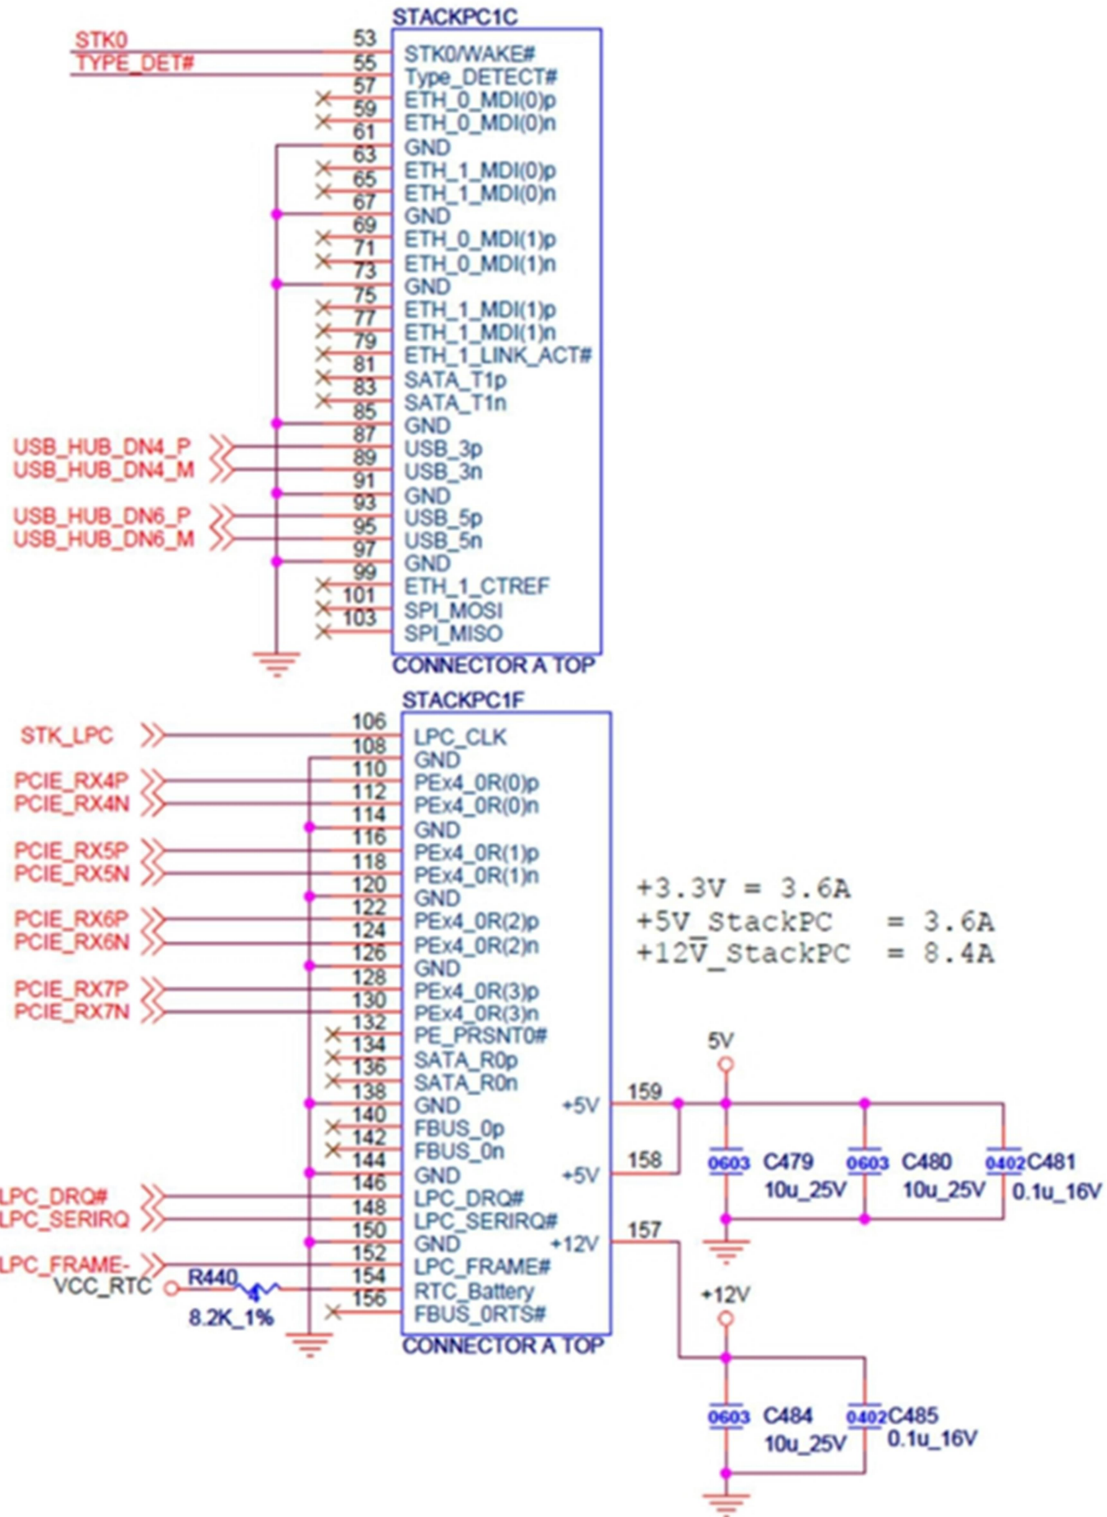 STACKPC1C
STK0 53 STK0/WAKE#
TYPE_DET# 55 Type_DETECT#
57 ETH_0_MDI(0)p
59 ETH_0_MDI(0)n
61 GND
63 ETH_1_MDI(0)p
65 ETH_1_MDI(0)n
67 GND
69 ETH_0_MDI(1)p
71 ETH_0_MDI(1)n
73 GND
75 ETH_1_MDI(1)p
77 ETH_1_MDI(1)n
79 ETH_1_LINK_ACT#
81 SATA_T1p
83 SATA_T1n
85 GND
USB_HUB_DN4_P 87 USB_3p
USB_HUB_DN4_M 89 USB_3n
91 GND
USB_HUB_DN6_P 93 USB_5p
USB_HUB_DN6_M 95 USB_5n
97 GND
99 ETH_1_CTREF
101 SPI_MOSI
103 SPI_MISO
CONNECTOR A TOP
STACKPC1F
STK_LPC 106 LPC_CLK
108 GND
PCIE_RX4P 110 PEx4_0R(0)p
PCIE_RX4N 112 PEx4_0R(0)n
114 GND
PCIE_RX5P 116 PEx4_0R(1)p
PCIE_RX5N 118 PEx4_0R(1)n
120 GND
PCIE_RX6P 122 PEx4_0R(2)p
PCIE_RX6N 124 PEx4_0R(2)n
126 GND
PCIE_RX7P 128 PEx4_0R(3)p
PCIE_RX7N 130 PEx4_0R(3)n
132 PE_PRSNT0#
134 SATA_R0p
136 SATA_R0n
138 GND
140 FBUS_0p
142 FBUS_0n
144 GND
LPC_DRQ# 146 LPC_DRQ#
LPC_SERIRQ 148 LPC_SERIRQ#
150 GND
LPC_FRAME- 152 LPC_FRAME#
VCC_RTC R440 4 8.2K_1% 154 RTC_Battery
156 FBUS_0RTS#
CONNECTOR A TOP
+3.3V = 3.6A
+5V_StackPC = 3.6A
+12V_StackPC = 8.4A
5V
+5V 159
+5V 158
+12V 157
0603 C479 0603 C480 0402 C481
10u_25V 10u_25V 0.1u_16V
+12V
0603 C484 0402 C485
10u_25V 0.1u_16V